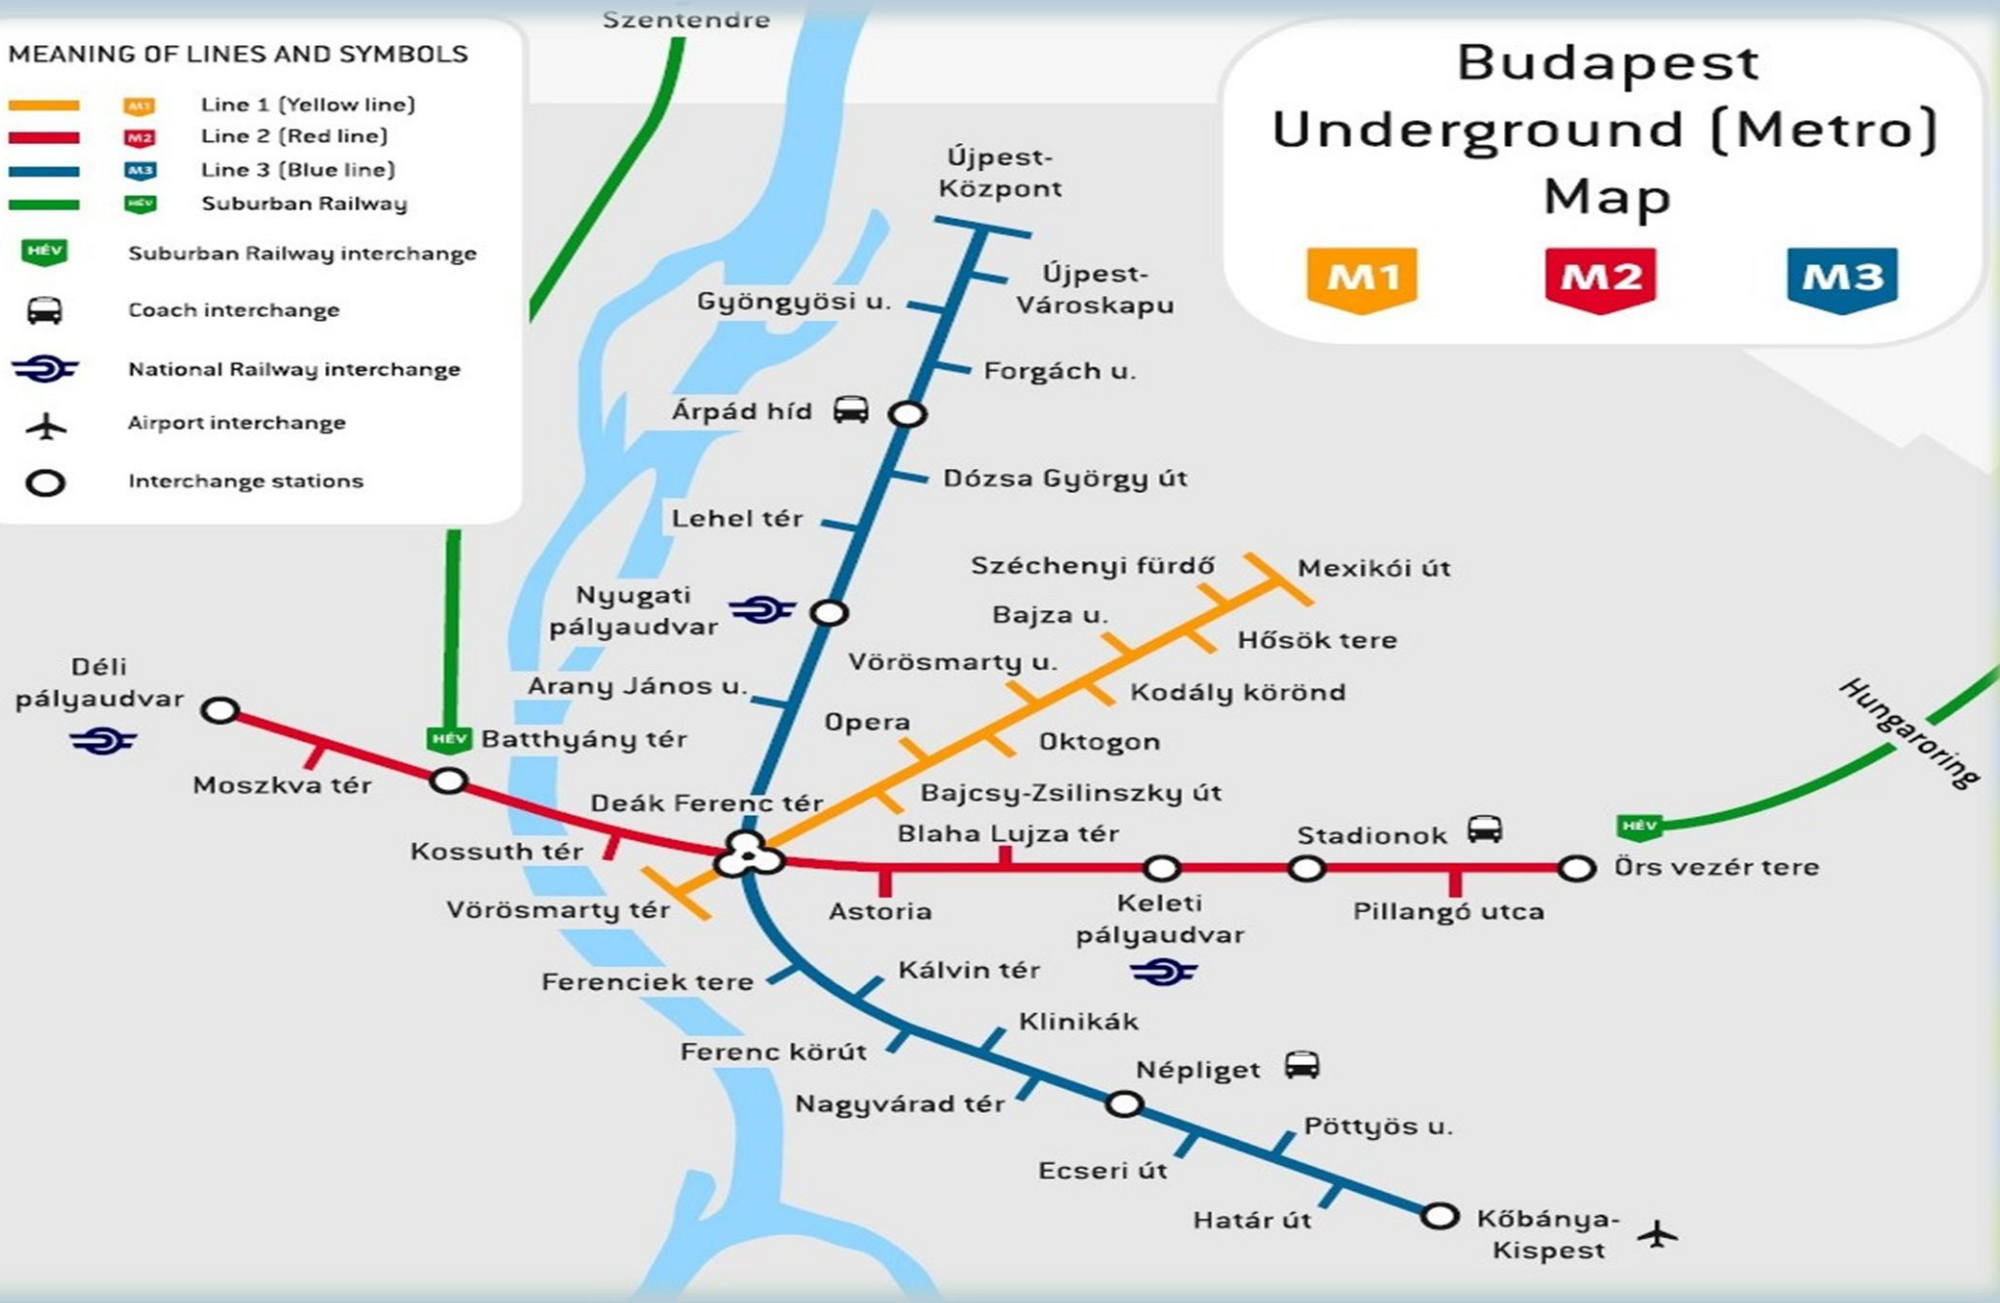 Szentendre
MEANING OF LINES AND SYMBOLS
M1 Line 1 (Yellow line)
M2 Line 2 (Red line)
M3 Line 3 (Blue line)
HÉV Suburban Railway
HÉV Suburban Railway interchange
Coach interchange
National Railway interchange
Airport interchange
Interchange stations
Budapest
Underground (Metro)
Map
M1 M2 M3
Újpest-
Központ
Újpest-
Városkapu
Gyöngyösi u.
Forgách u.
Árpád híd
Dózsa György út
Lehel tér
Nyugati
pályaudvar
Arany János u.
Széchenyi fürdő
Mexikói út
Bajza u.
Hősök tere
Vörösmarty u.
Kodály körönd
Opera
Oktogon
Bajcsy-Zsilinszky út
Déli
pályaudvar
Moszkva tér
HÉV Batthyány tér
Deák Ferenc tér
Kossuth tér
Vörösmarty tér
Blaha Lujza tér
Astoria
Keleti
pályaudvar
Stadionok
Pillangó utca
HÉV
Örs vezér tere
Hungaroring
Ferenciek tere
Kálvin tér
Ferenc körút
Klinikák
Nagyvárad tér
Népliget
Ecseri út
Pöttyös u.
Határ út
Kőbánya-
Kispest